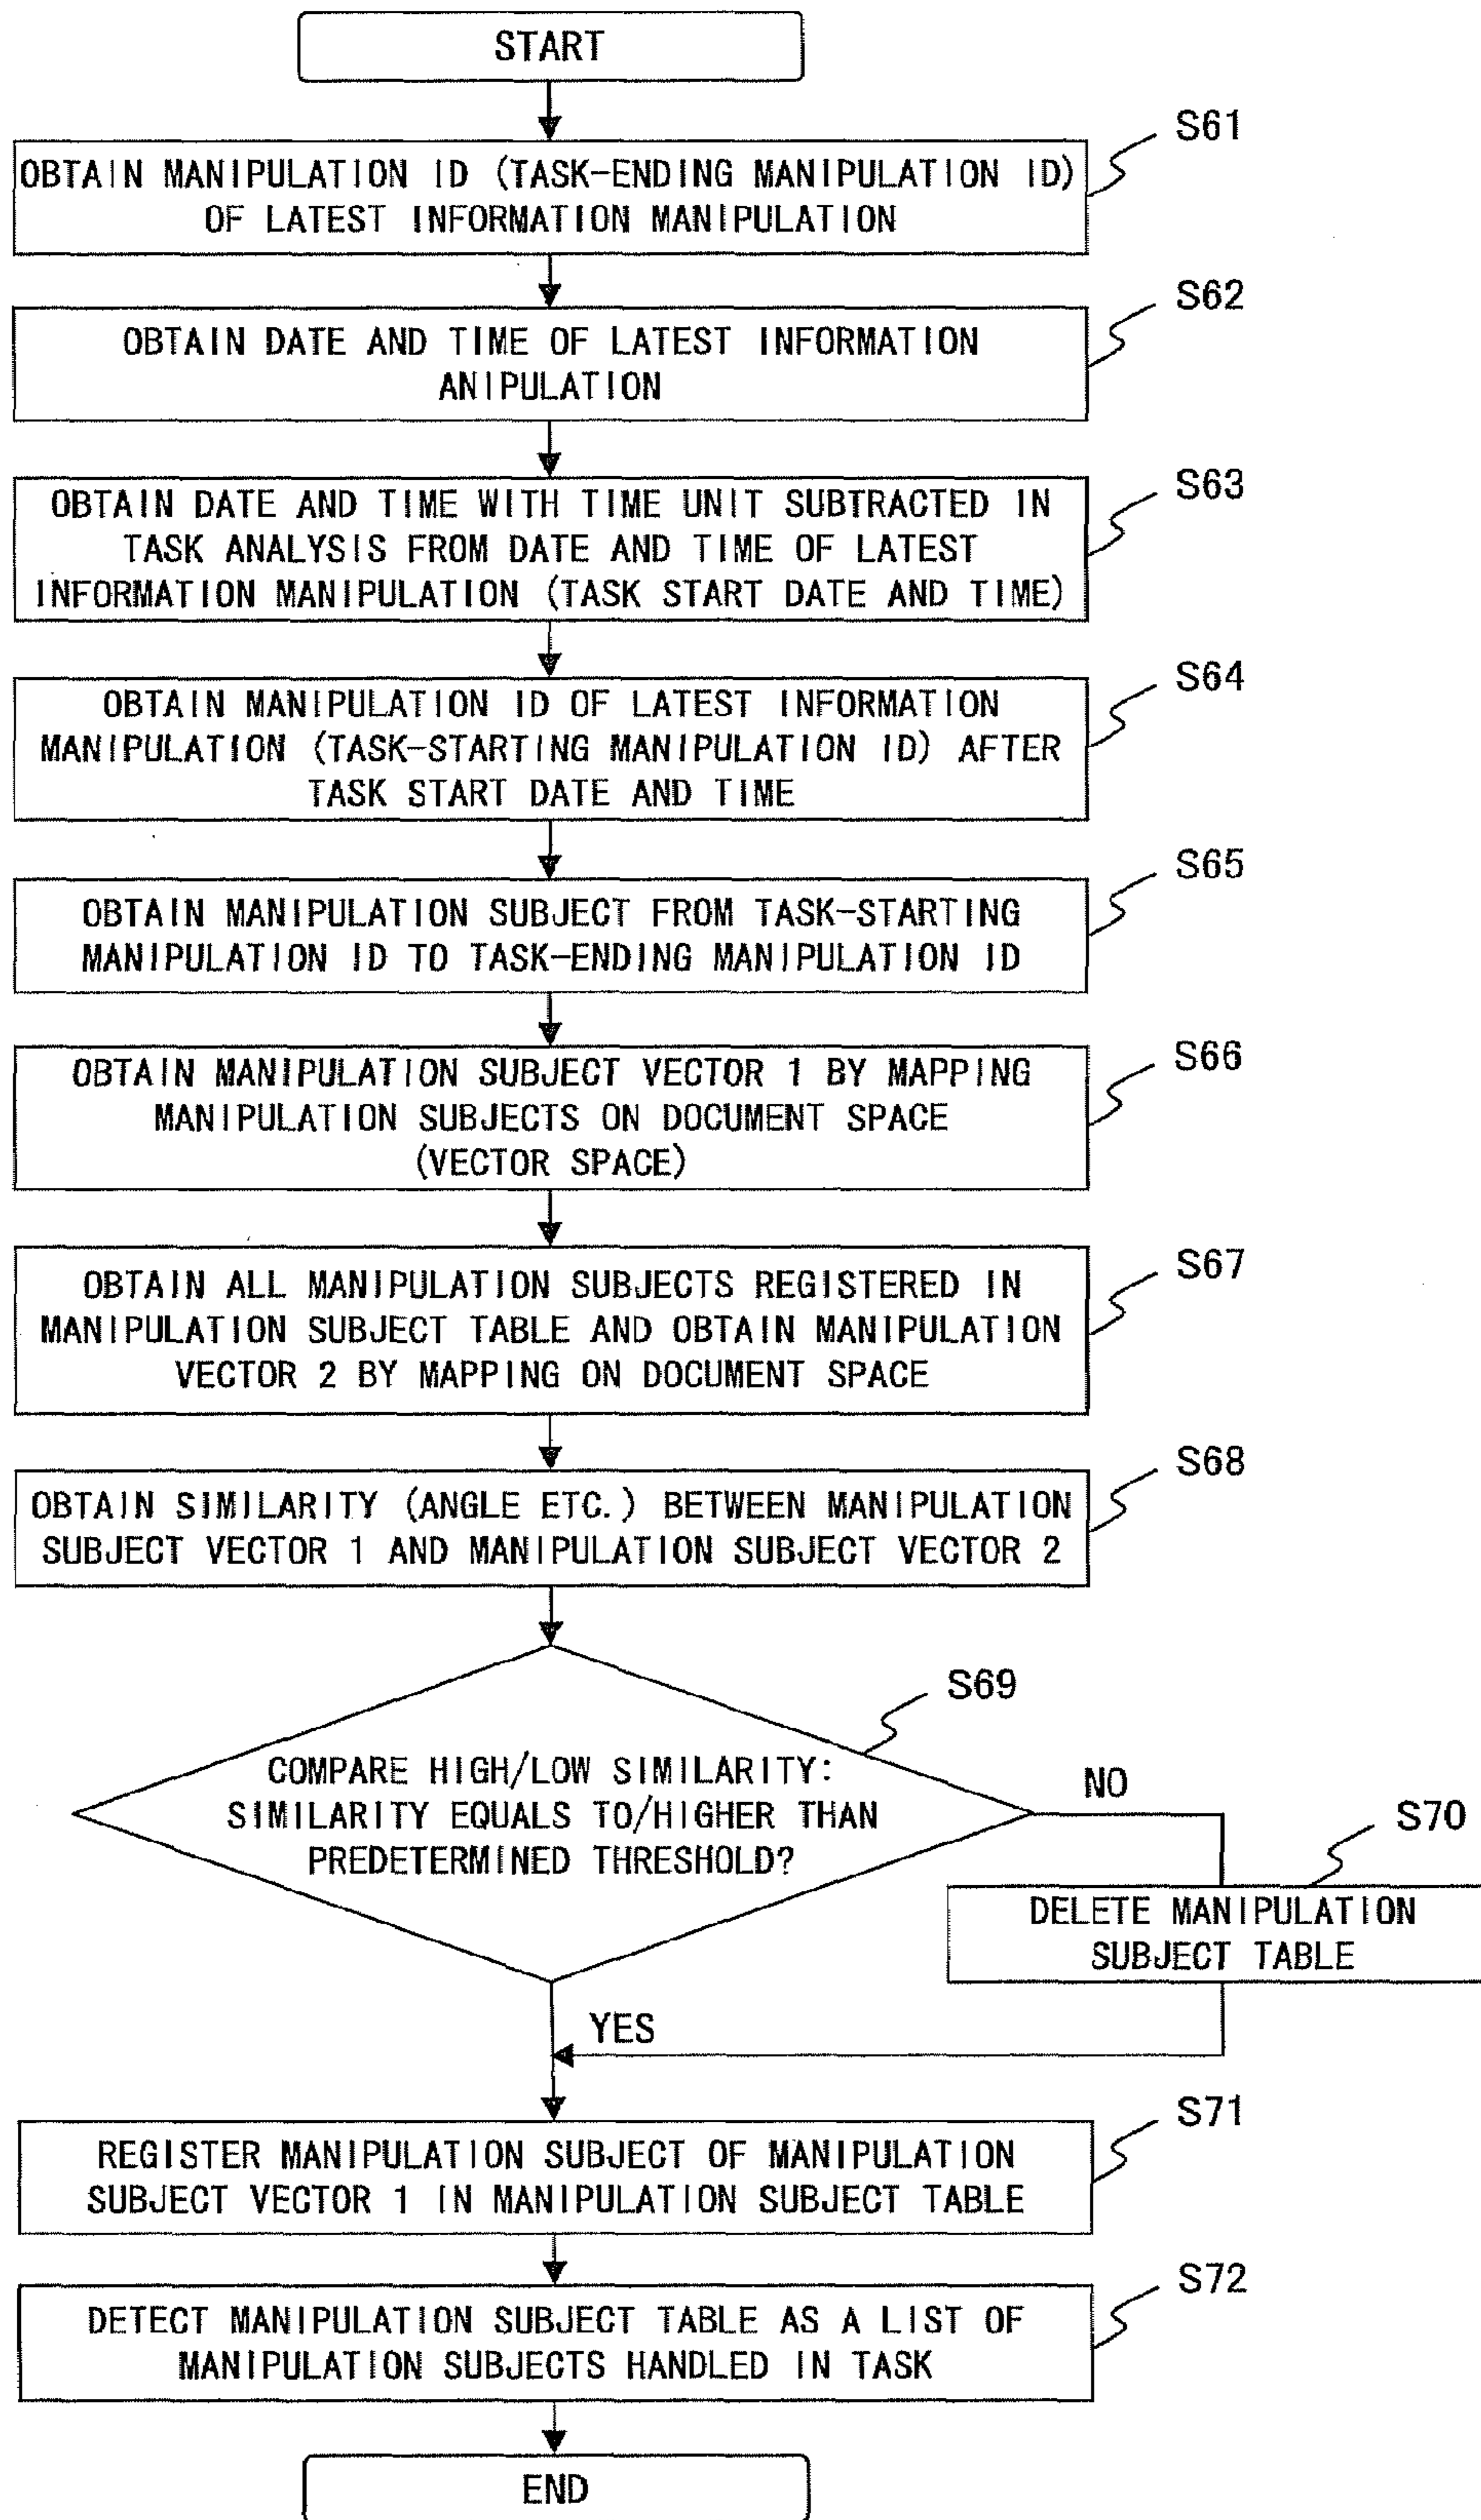 START
S61
OBTAIN MANIPULATION ID (TASK-ENDING MANIPULATION ID)
OF LATEST INFORMATION MANIPULATION
S62
OBTAIN DATE AND TIME OF LATEST INFORMATION
ANIPULATION
S63
OBTAIN DATE AND TIME WITH TIME UNIT SUBTRACTED IN
TASK ANALYSIS FROM DATE AND TIME OF LATEST
INFORMATION MANIPULATION (TASK START DATE AND TIME)
S64
OBTAIN MANIPULATION ID OF LATEST INFORMATION
MANIPULATION (TASK-STARTING MANIPULATION ID) AFTER
TASK START DATE AND TIME
S65
OBTAIN MANIPULATION SUBJECT FROM TASK-STARTING
MANIPULATION ID TO TASK-ENDING MANIPULATION ID
S66
OBTAIN MANIPULATION SUBJECT VECTOR 1 BY MAPPING
MANIPULATION SUBJECTS ON DOCUMENT SPACE
(VECTOR SPACE)
S67
OBTAIN ALL MANIPULATION SUBJECTS REGISTERED IN
MANIPULATION SUBJECT TABLE AND OBTAIN MANIPULATION
VECTOR 2 BY MAPPING ON DOCUMENT SPACE
S68
OBTAIN SIMILARITY (ANGLE ETC.) BETWEEN MANIPULATION
SUBJECT VECTOR 1 AND MANIPULATION SUBJECT VECTOR 2
S69
COMPARE HIGH/LOW SIMILARITY:
SIMILARITY EQUALS TO/HIGHER THAN
PREDETERMINED THRESHOLD?
NO
S70
DELETE MANIPULATION
SUBJECT TABLE
YES
S71
REGISTER MANIPULATION SUBJECT OF MANIPULATION
SUBJECT VECTOR 1 IN MANIPULATION SUBJECT TABLE
S72
DETECT MANIPULATION SUBJECT TABLE AS A LIST OF
MANIPULATION SUBJECTS HANDLED IN TASK
END